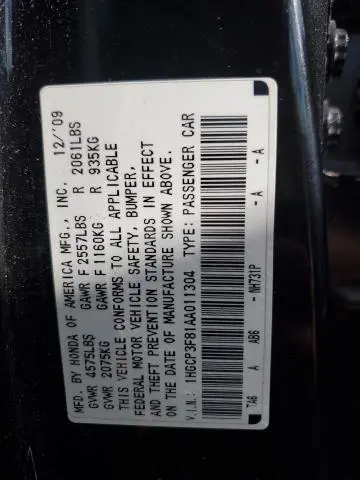 MFD. BY HONDA OF AMERICA MFG., INC. 12/'09
GVWR 4575LBS GAWR F 2557LBS R 2061LBS
GVWR 2075KG GAWR F 1160KG R 935KG
THIS VEHICLE CONFORMS TO ALL APPLICABLE
FEDERAL MOTOR VEHICLE SAFETY, BUMPER,
AND THEFT PREVENTION STANDARDS IN EFFECT
ON THE DATE OF MANUFACTURE SHOWN ABOVE.
V.I.N.: 1HGCP3F81AA011304 TYPE: PASSENGER CAR
7A6 A AB6 -NH731P -A -A